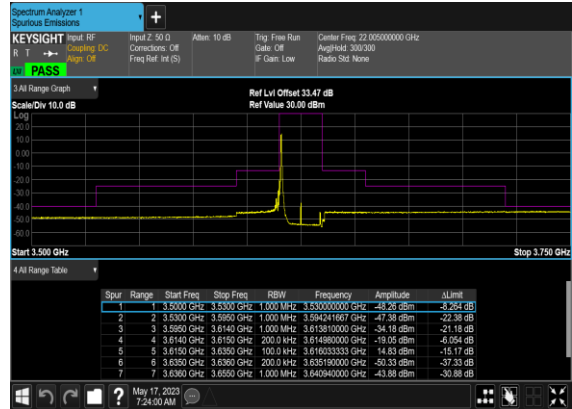 Spectrum Analyzer 1
Spurious Emissions
KEYSIGHT Input: RF Input Z: 50 Ω Atten: 10 dB Trig: Free Run Center Freq: 22.005000000 GHz
R T Coupling: DC Corrections: Off Gate: Off Avg|Hold: 300/300
Align: Off Freq Ref: Int (S) IF Gain: Low Radio Std: None
PASS
3 All Range Graph
Ref Lvl Offset 33.47 dB
Scale/Div 10.0 dB Ref Value 30.00 dBm
Log
20.0
10.0
0.00
-10.0
-20.0
-30.0
-40.0
-50.0
-60.0
Start 3.500 GHz Stop 3.750 GHz
4 All Range Table
Spur Range Start Freq Stop Freq RBW Frequency Amplitude ΔLimit
1 1 3.5000 GHz 3.5300 GHz 1.000 MHz 3.530000000 GHz -48.26 dBm -8.264 dB
2 2 3.5300 GHz 3.5950 GHz 1.000 MHz 3.594241667 GHz -47.38 dBm -22.38 dB
3 3 3.5950 GHz 3.6140 GHz 1.000 MHz 3.613810000 GHz -34.18 dBm -21.18 dB
4 4 3.6140 GHz 3.6150 GHz 200.0 kHz 3.614980000 GHz -19.05 dBm -6.054 dB
5 5 3.6150 GHz 3.6350 GHz 100.0 kHz 3.616033333 GHz 14.83 dBm -15.17 dB
6 6 3.6350 GHz 3.6360 GHz 200.0 kHz 3.635190000 GHz -50.33 dBm -37.33 dB
7 7 3.6360 GHz 3.6550 GHz 1.000 MHz 3.640940000 GHz -43.88 dBm -30.88 dB
May 17, 2023
7:24:00 AM